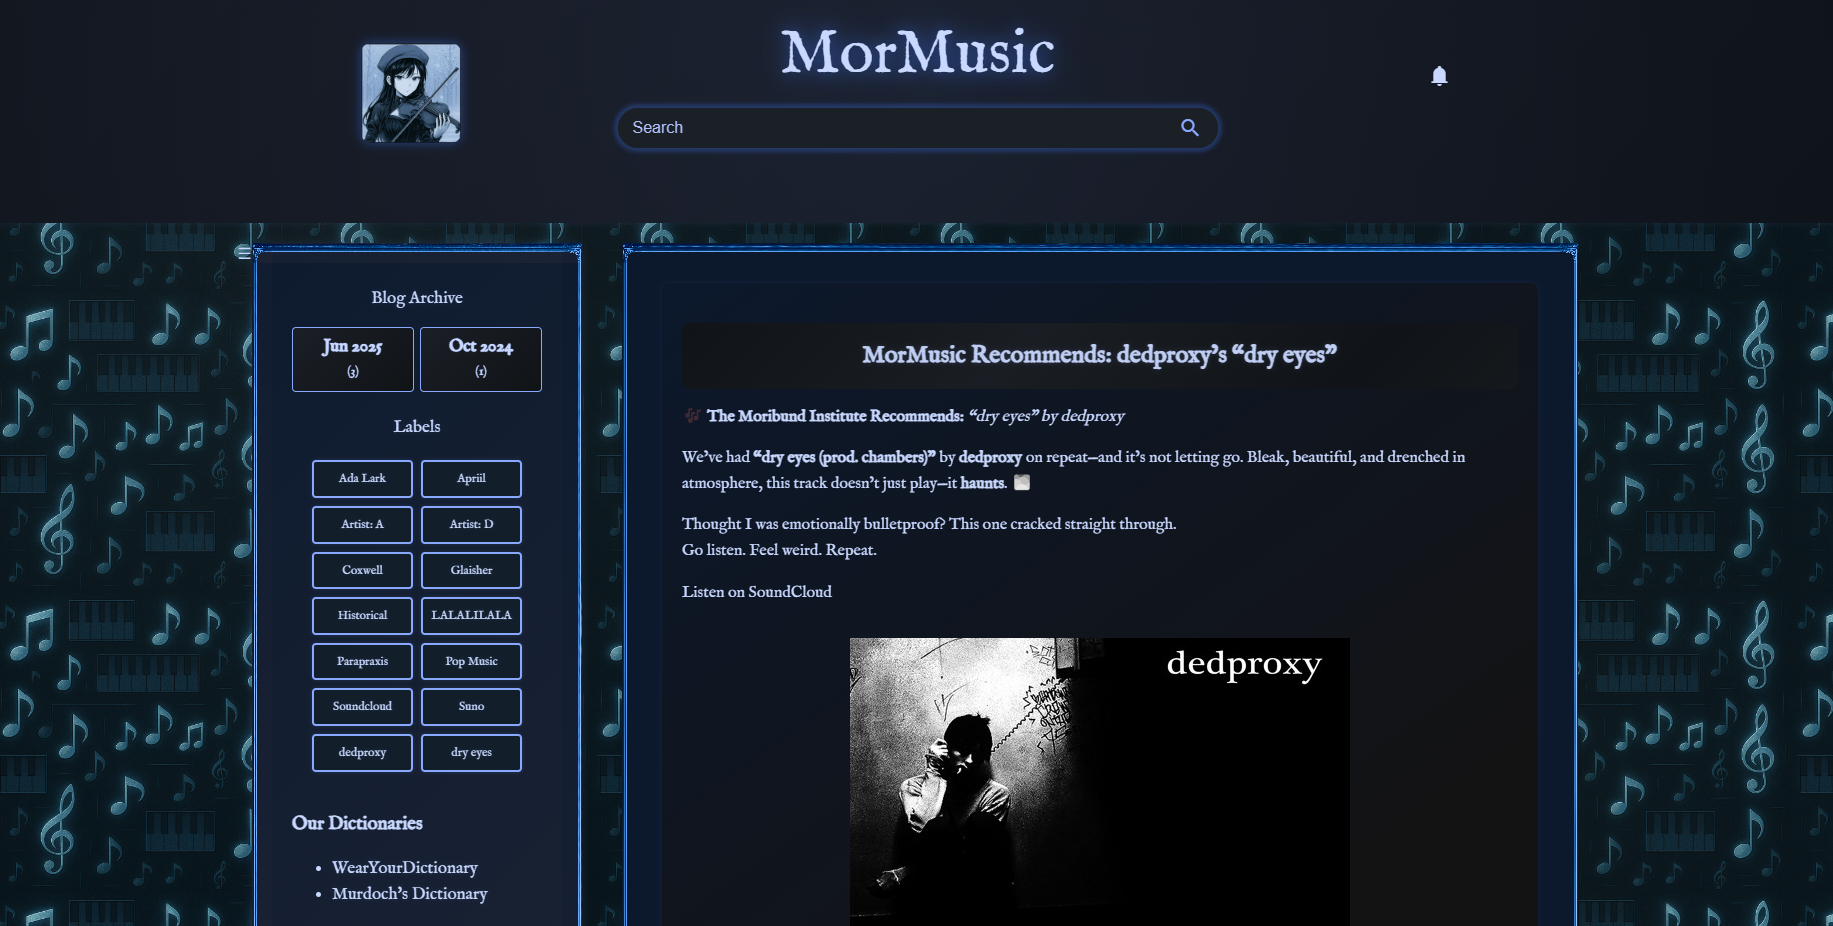 MorMusic
Search
Blog Archive
Jun 2025
(3)
Oct 2024
(1)
Labels
Ada Lark
Apriil
Artist: A
Artist: D
Coxwell
Glaisher
Historical
LALALILALA
Parapraxis
Pop Music
Soundcloud
Suno
dedproxy
dry eyes
Our Dictionaries
WearYourDictionary
Murdoch's Dictionary
MorMusic Recommends: dedproxy's “dry eyes”
The Moribund Institute Recommends: “dry eyes” by dedproxy
We've had “dry eyes (prod. chambers)” by dedproxy on repeat—and it's not letting go. Bleak, beautiful, and drenched in
atmosphere, this track doesn't just play—it haunts.
Thought I was emotionally bulletproof? This one cracked straight through.
Go listen. Feel weird. Repeat.
Listen on SoundCloud
dedproxy